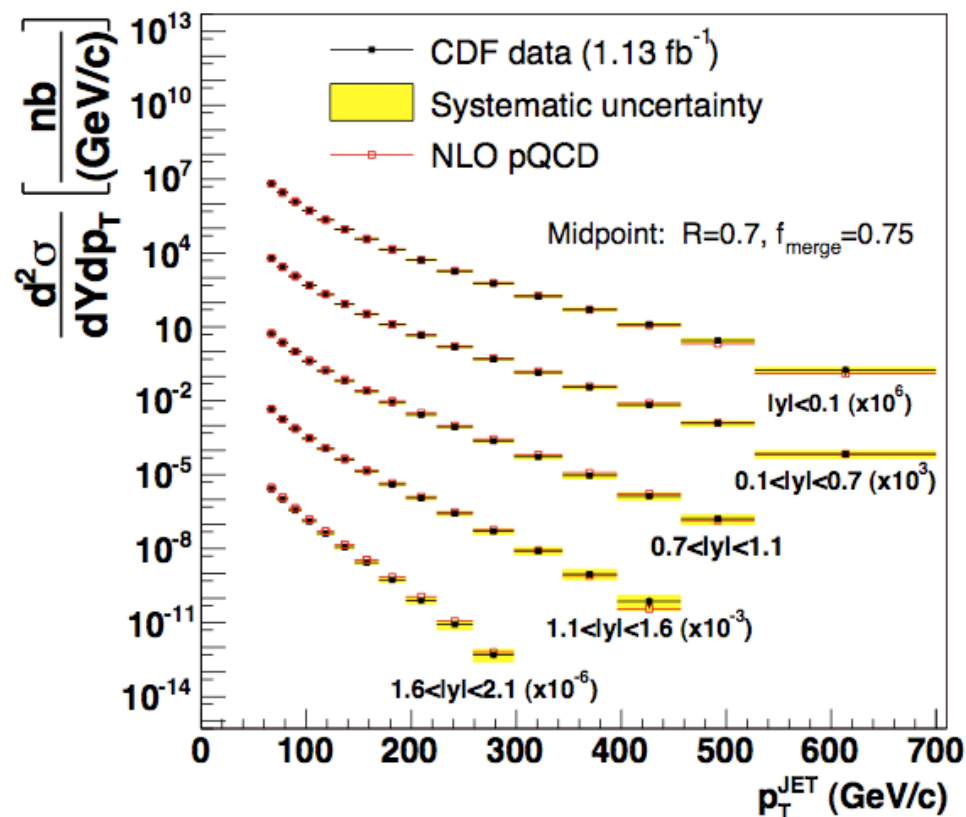 d²σ / dYdp_T [nb / (GeV/c)]
10¹³
10¹⁰
10⁷
10⁴
10
10⁻²
10⁻⁵
10⁻⁸
10⁻¹¹
10⁻¹⁴
CDF data (1.13 fb⁻¹)
Systematic uncertainty
NLO pQCD
Midpoint: R=0.7, f_merge=0.75
|y|<0.1 (x10⁶)
0.1<|y|<0.7 (x10³)
0.7<|y|<1.1
1.1<|y|<1.6 (x10⁻³)
1.6<|y|<2.1 (x10⁻⁶)
0 100 200 300 400 500 600 700
p_T^JET (GeV/c)